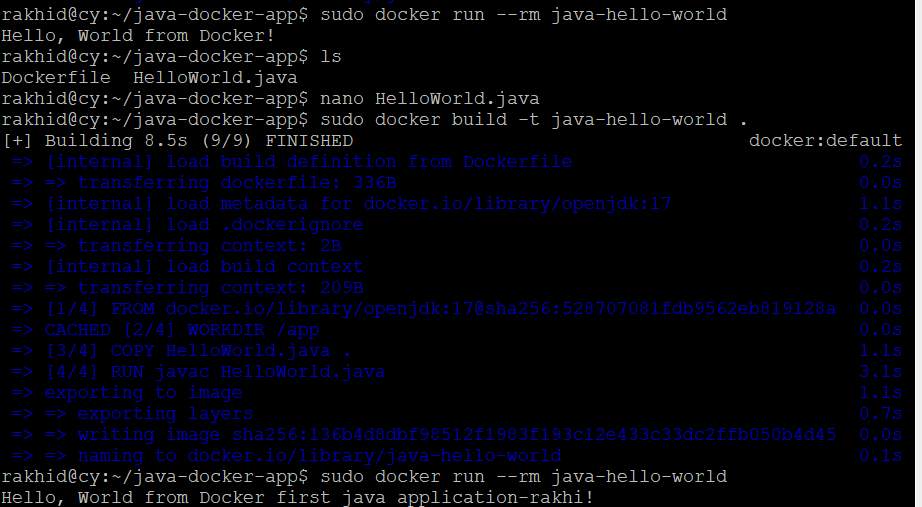 rakhid@cy:~/java-docker-app$ sudo docker run --rm java-hello-world
Hello, World from Docker!
rakhid@cy:~/java-docker-app$ ls
Dockerfile  HelloWorld.java
rakhid@cy:~/java-docker-app$ nano HelloWorld.java
rakhid@cy:~/java-docker-app$ sudo docker build -t java-hello-world .
[+] Building 8.5s (9/9) FINISHED docker:default
=> [internal] load build definition from Dockerfile 0.2s
=> => transferring dockerfile: 336B 0.0s
=> [internal] load metadata for docker.io/library/openjdk:17 1.1s
=> [internal] load .dockerignore 0.2s
=> => transferring context: 2B 0.0s
=> [internal] load build context 0.2s
=> => transferring context: 209B 0.0s
=> [1/4] FROM docker.io/library/openjdk:17@sha256:528707081fdb9562eb819128a 0.0s
=> CACHED [2/4] WORKDIR /app 0.0s
=> [3/4] COPY HelloWorld.java . 1.1s
=> [4/4] RUN javac HelloWorld.java 3.1s
=> exporting to image 1.1s
=> => exporting layers 0.7s
=> => writing image sha256:136b4d8dbf98512f1983f193c12e433c33dc2ffb050b4d45 0.0s
=> => naming to docker.io/library/java-hello-world 0.1s
rakhid@cy:~/java-docker-app$ sudo docker run --rm java-hello-world
Hello, World from Docker first java application-rakhi!